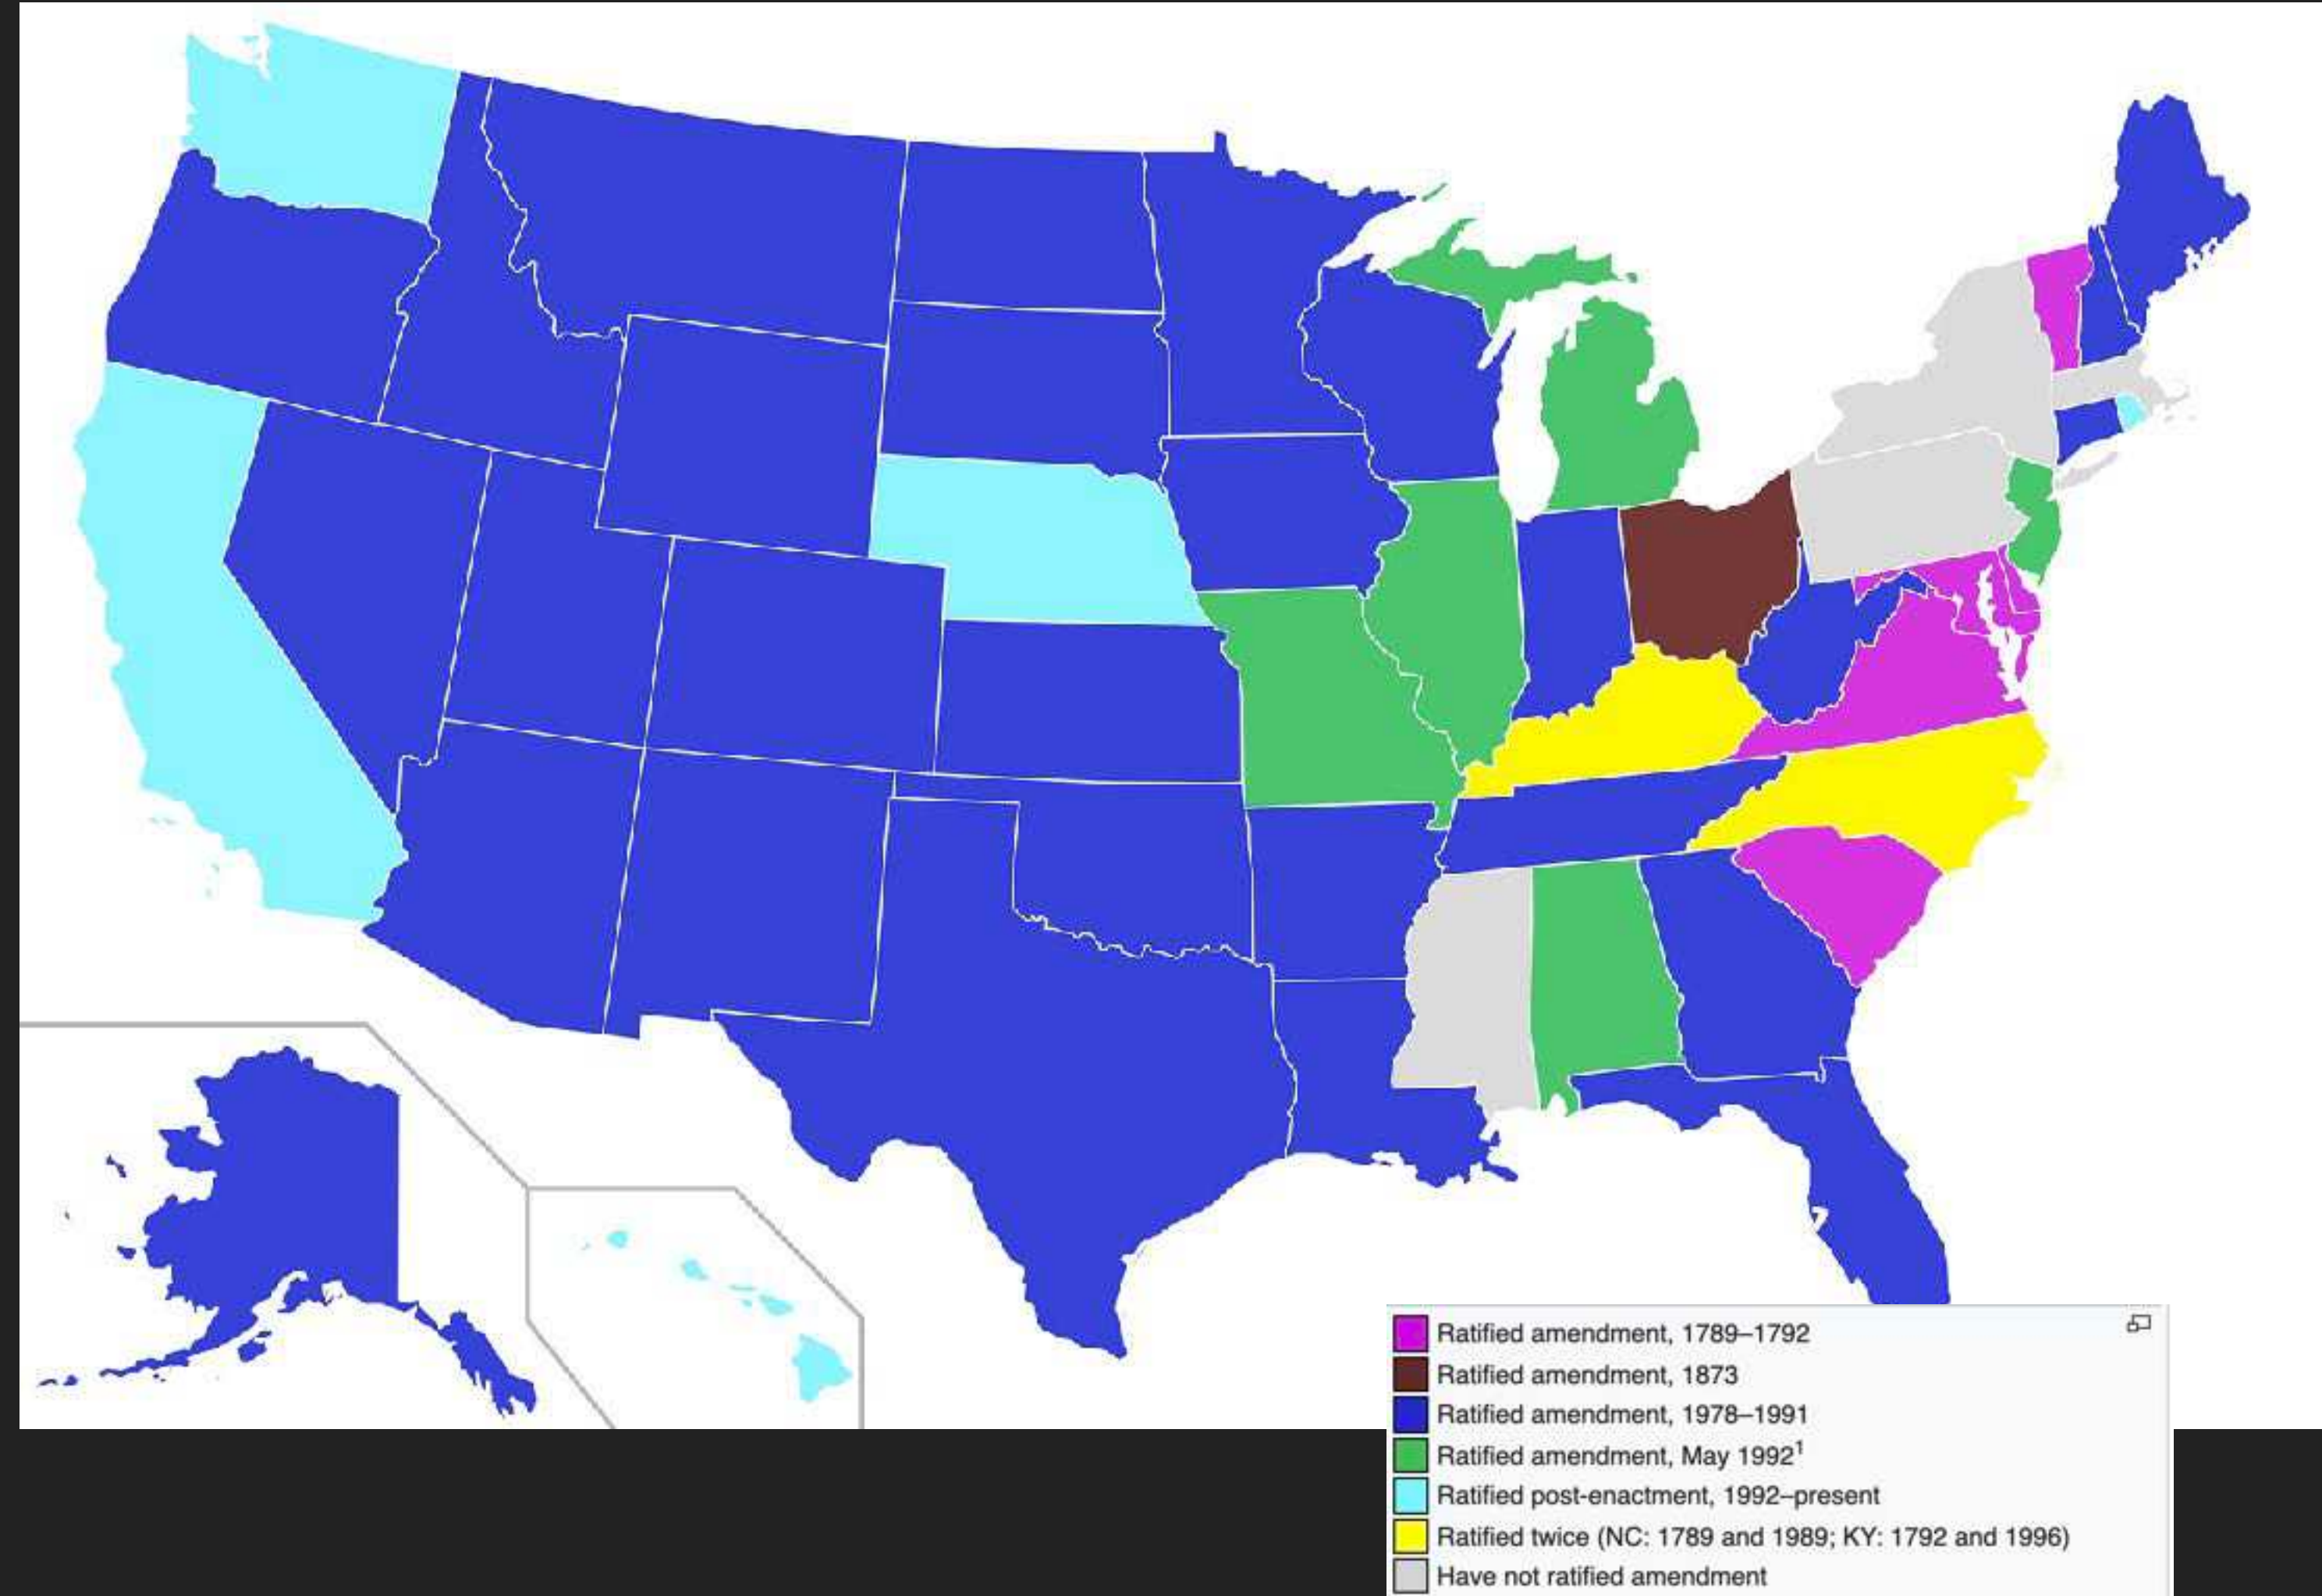 Ratified amendment, 1789–1792
Ratified amendment, 1873
Ratified amendment, 1978–1991
Ratified amendment, May 1992¹
Ratified post-enactment, 1992–present
Ratified twice (NC: 1789 and 1989; KY: 1792 and 1996)
Have not ratified amendment